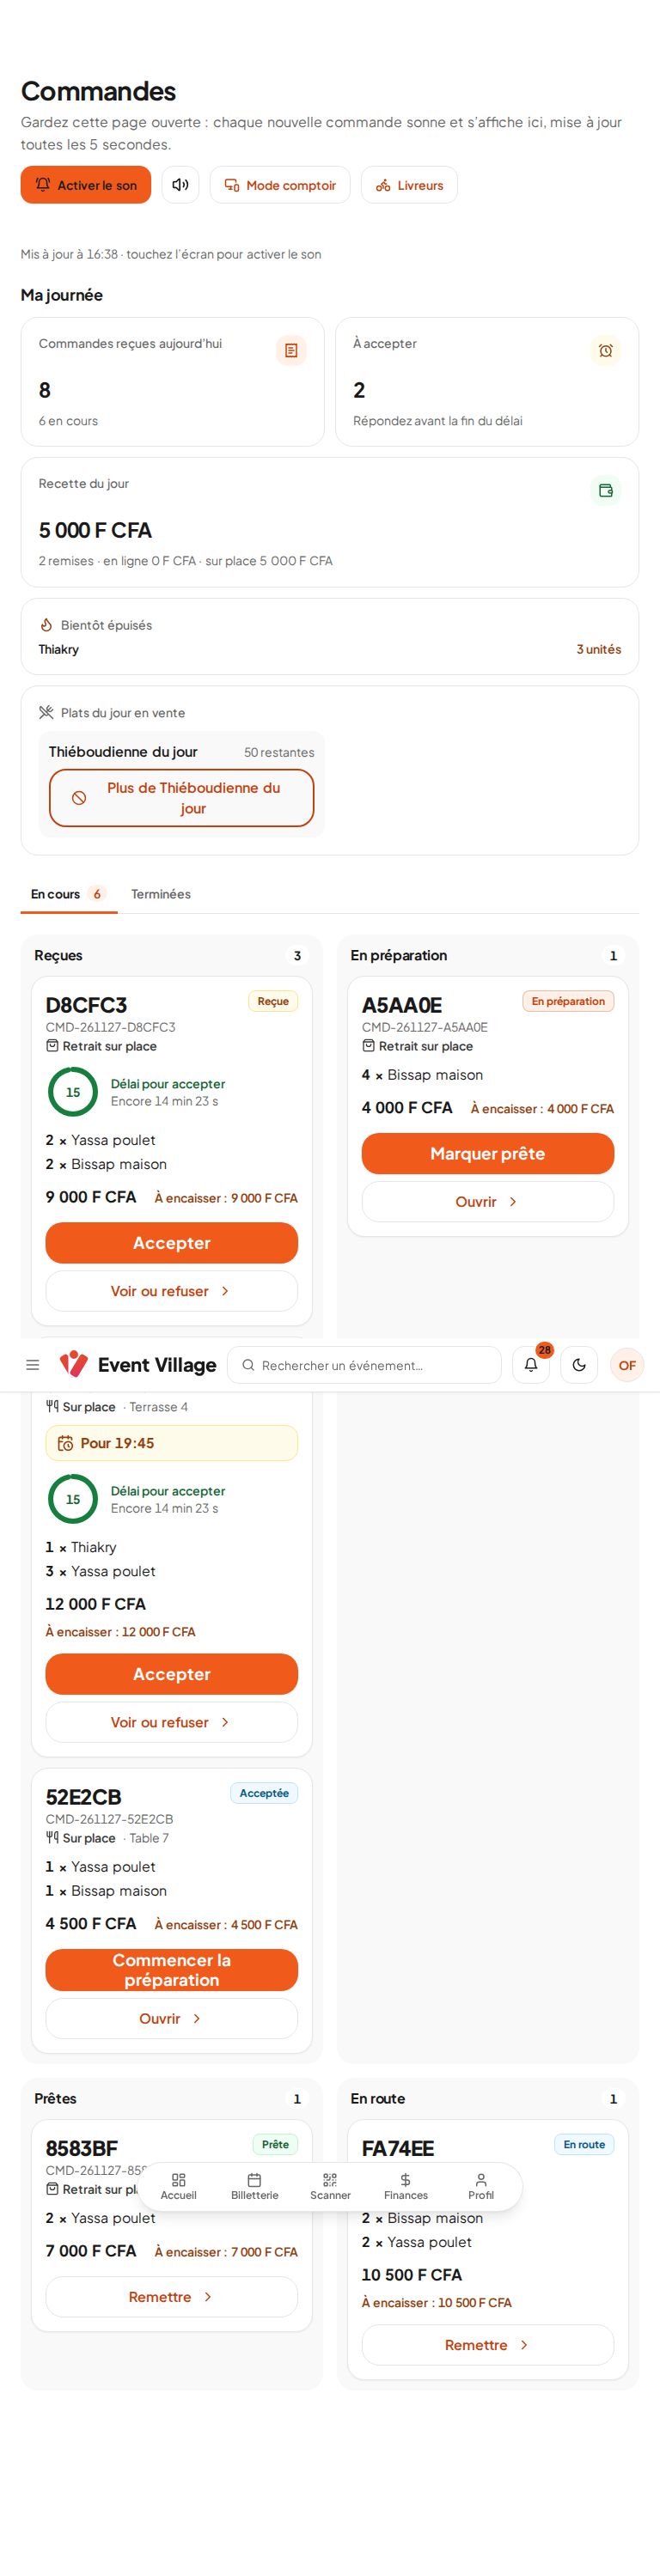 Commandes
Gardez cette page ouverte : chaque nouvelle commande sonne et s'affiche ici, mise à jour
toutes les 5 secondes.
Activer le son
Mode comptoir
Livreurs
Mis à jour à 16:38 · touchez l'écran pour activer le son
Ma journée
Commandes reçues aujourd'hui
8
6 en cours
À accepter
2
Répondez avant la fin du délai
Recette du jour
5 000 F CFA
2 remises · en ligne 0 F CFA · sur place 5 000 F CFA
Bientôt épuisés
Thiakry 3 unités
Plats du jour en vente
Thiéboudienne du jour 50 restantes
Plus de Thiéboudienne du
jour
En cours 6 Terminées
Reçues 3
D8CFC3 Reçue
CMD-261127-D8CFC3
Retrait sur place
15
Délai pour accepter
Encore 14 min 23 s
2 × Yassa poulet
2 × Bissap maison
9 000 F CFA À encaisser : 9 000 F CFA
Accepter
Voir ou refuser
En préparation 1
A5AA0E En préparation
CMD-261127-A5AA0E
Retrait sur place
4 × Bissap maison
4 000 F CFA À encaisser : 4 000 F CFA
Marquer prête
Ouvrir
Event Village
Rechercher un événement...
28
OF
Sur place · Terrasse 4
Pour 19:45
15
Délai pour accepter
Encore 14 min 23 s
1 × Thiakry
3 × Yassa poulet
12 000 F CFA
À encaisser : 12 000 F CFA
Accepter
Voir ou refuser
52E2CB Acceptée
CMD-261127-52E2CB
Sur place · Table 7
1 × Yassa poulet
1 × Bissap maison
4 500 F CFA À encaisser : 4 500 F CFA
Commencer la
préparation
Ouvrir
Prêtes 1
8583BF Prête
CMD-261127-85
Retrait sur
2 × Yassa poulet
7 000 F CFA À encaisser : 7 000 F CFA
Remettre
En route 1
FA74EE En route
2 × Bissap maison
2 × Yassa poulet
10 500 F CFA
À encaisser : 10 500 F CFA
Remettre
Accueil
Billetterie
Scanner
Finances
Profil